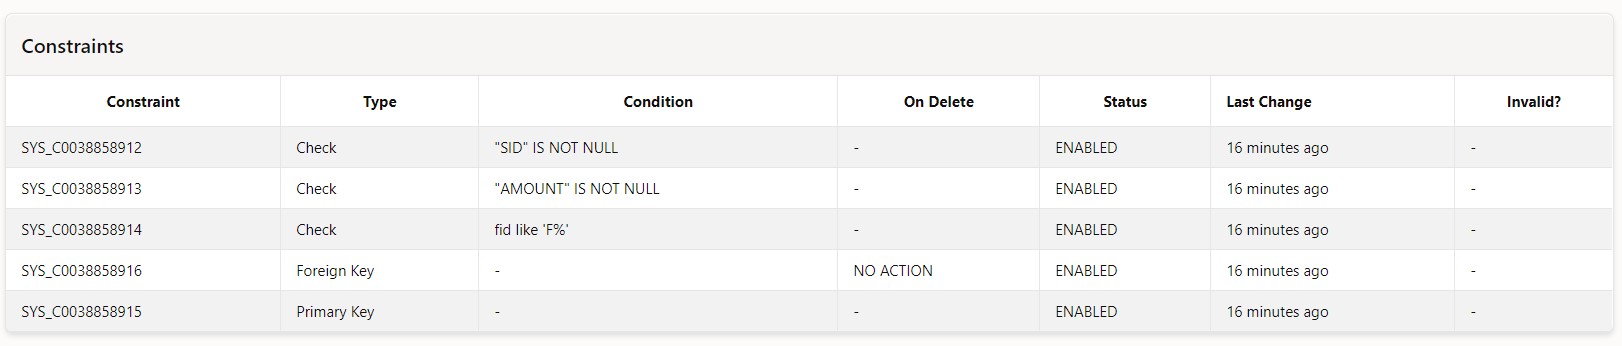 Constraints
Constraint Type Condition On Delete Status Last Change Invalid?
SYS_C0038858912 Check "SID" IS NOT NULL - ENABLED 16 minutes ago -
SYS_C0038858913 Check "AMOUNT" IS NOT NULL - ENABLED 16 minutes ago -
SYS_C0038858914 Check fid like 'F%' - ENABLED 16 minutes ago -
SYS_C0038858916 Foreign Key - NO ACTION ENABLED 16 minutes ago -
SYS_C0038858915 Primary Key - - ENABLED 16 minutes ago -